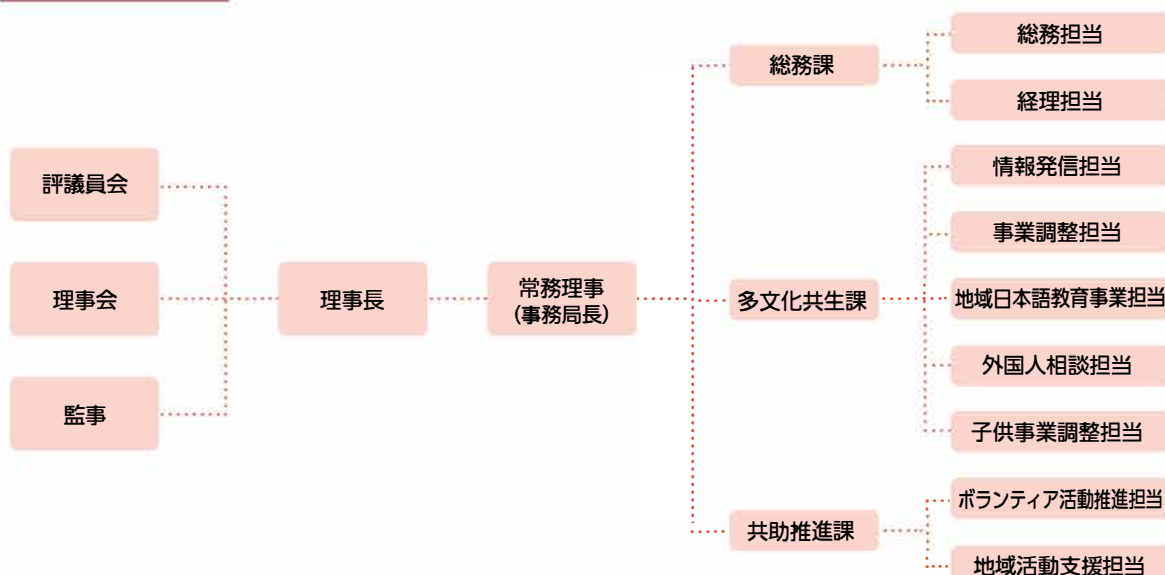 評議員会
理事会
監事
理事長
常務理事
(事務局長)
総務課
総務担当
経理担当
多文化共生課
情報発信担当
事業調整担当
地域日本語教育事業担当
外国人相談担当
子供事業調整担当
共助推進課
ボランティア活動推進担当
地域活動支援担当